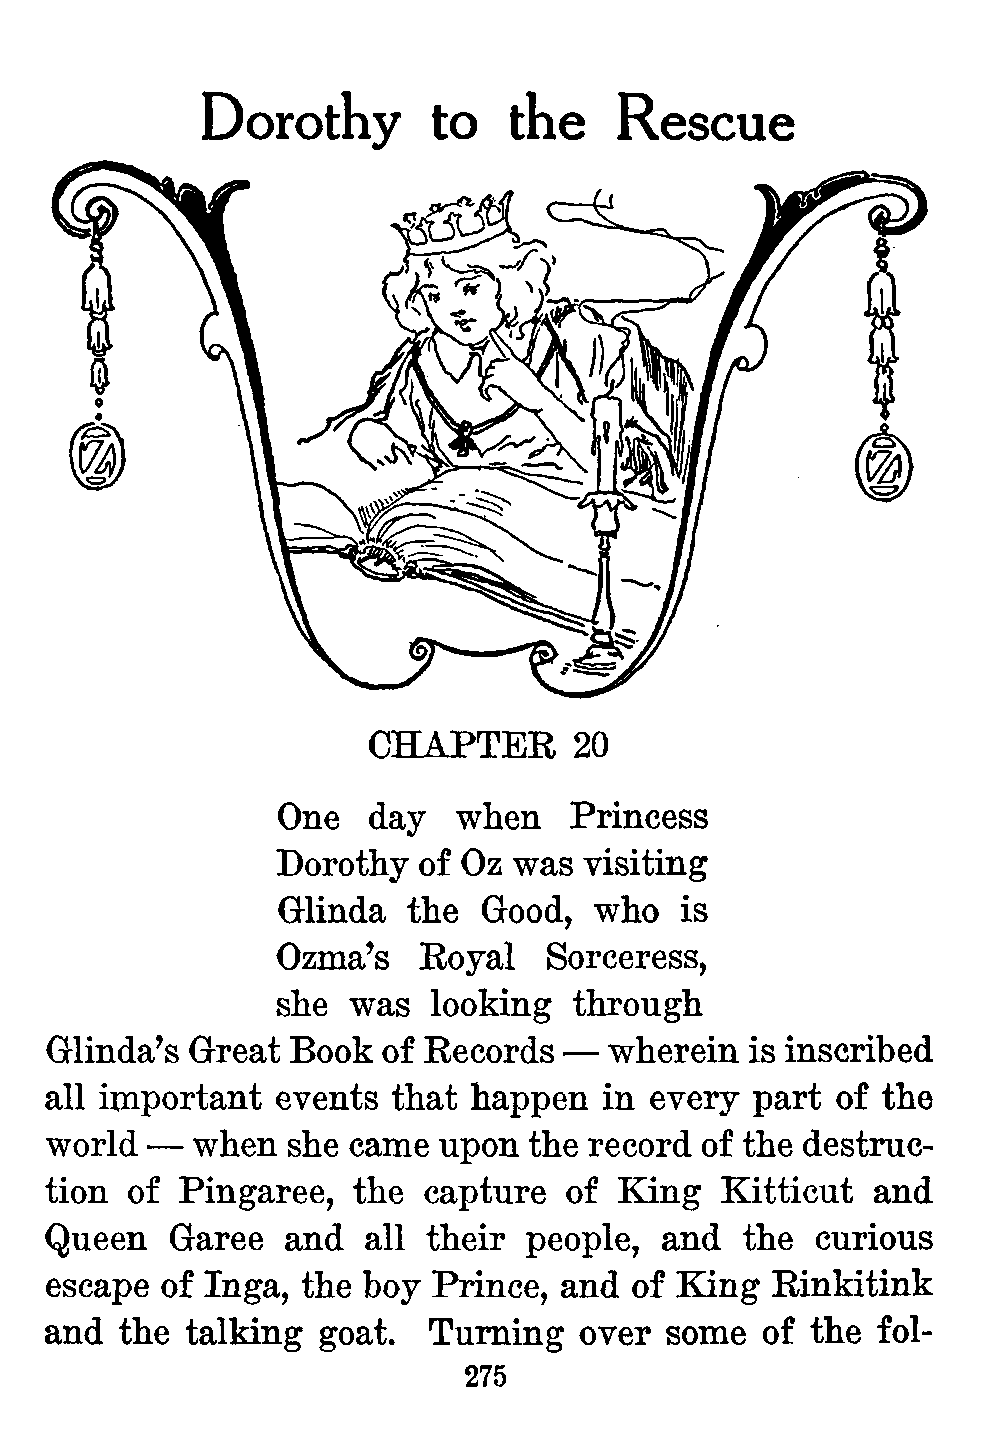 Dorothy to the Rescue
OZ
OZ
CHAPTER 20
One day when Princess
Dorothy of Oz was visiting
Glinda the Good, who is
Ozma's Royal Sorceress,
she was looking through
Glinda's Great Book of Records — wherein is inscribed
all important events that happen in every part of the
world — when she came upon the record of the destruc-
tion of Pingaree, the capture of King Kitticut and
Queen Garee and all their people, and the curious
escape of Inga, the boy Prince, and of King Rinkitink
and the talking goat. Turning over some of the fol-
275